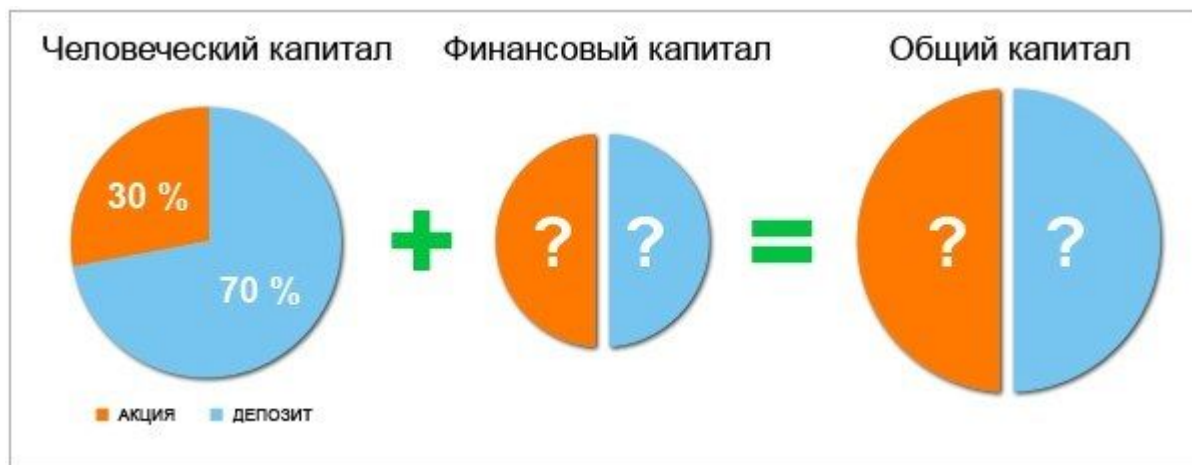 Человеческий капитал
Финансовый капитал
Общий капитал
30 %
70 %
+
?
?
=
?
?
АКЦИЯ
ДЕПОЗИТ